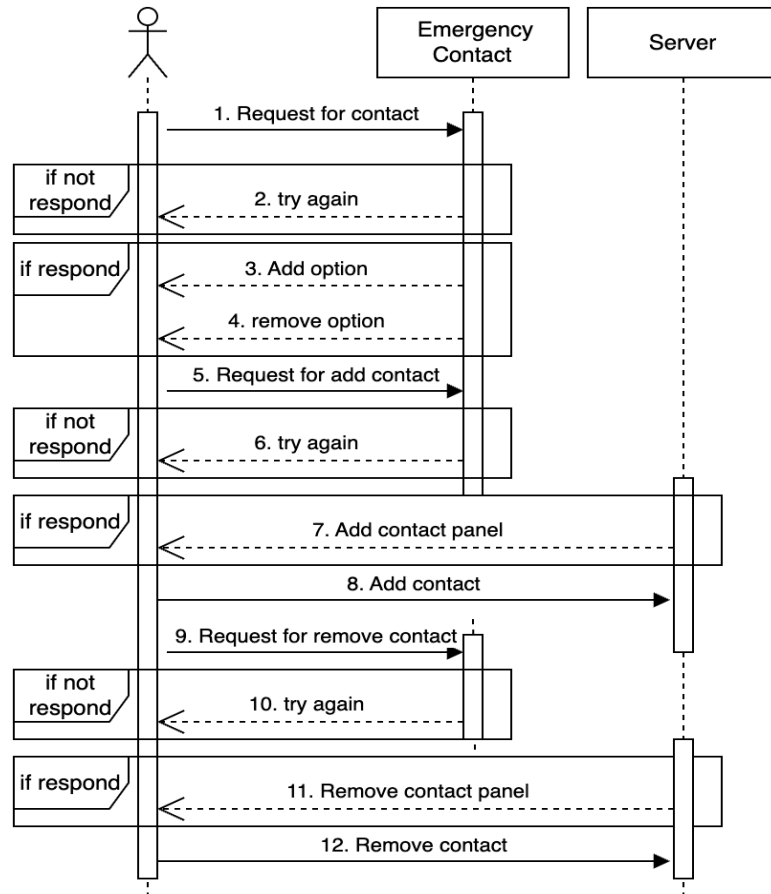 Emergency
Contact
Server
1. Request for contact
if not
respond
2. try again
if respond
3. Add option
4. remove option
5. Request for add contact
if not
respond
6. try again
if respond
7. Add contact panel
8. Add contact
9. Request for remove contact
if not
respond
10. try again
if respond
11. Remove contact panel
12. Remove contact